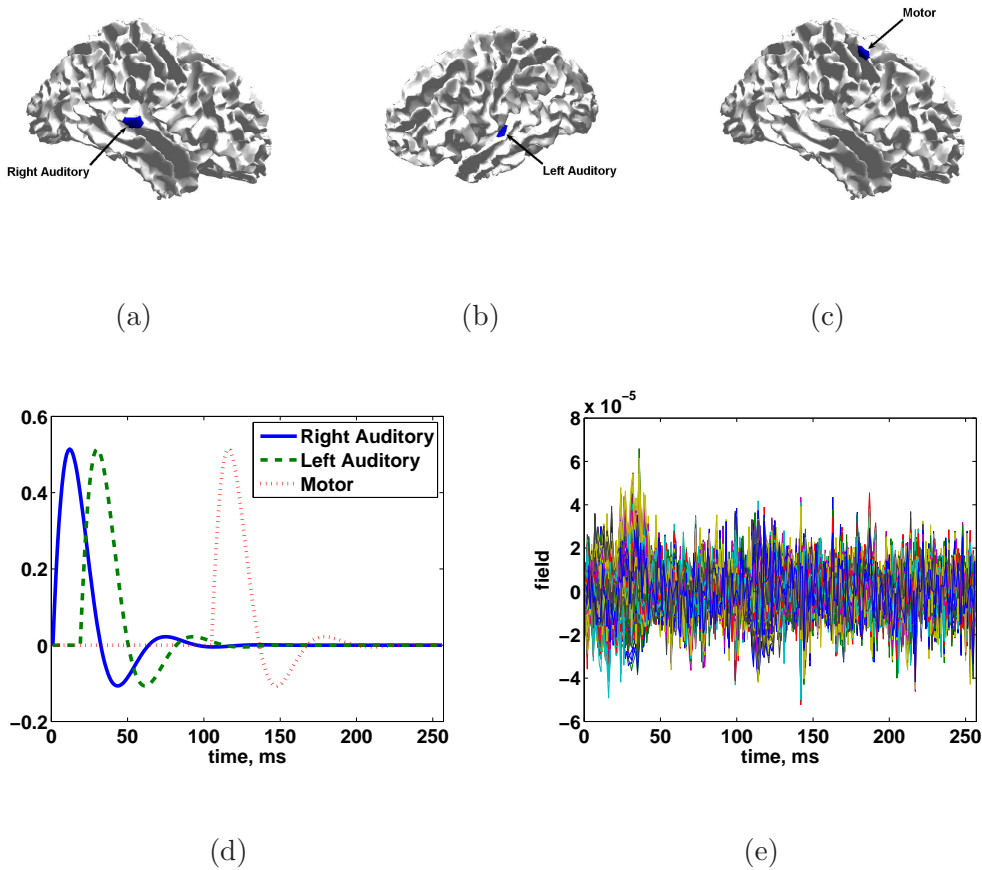 Right Auditory
Left Auditory
Motor
(a)
(b)
(c)
0.6
0.4
0.2
0
−0.2
0
50
100
150
200
250
time, ms
Right Auditory
Left Auditory
Motor
(d)
x 10⁻⁵
8
6
4
2
0
−2
−4
−6
field
0
50
100
150
200
250
time, ms
(e)